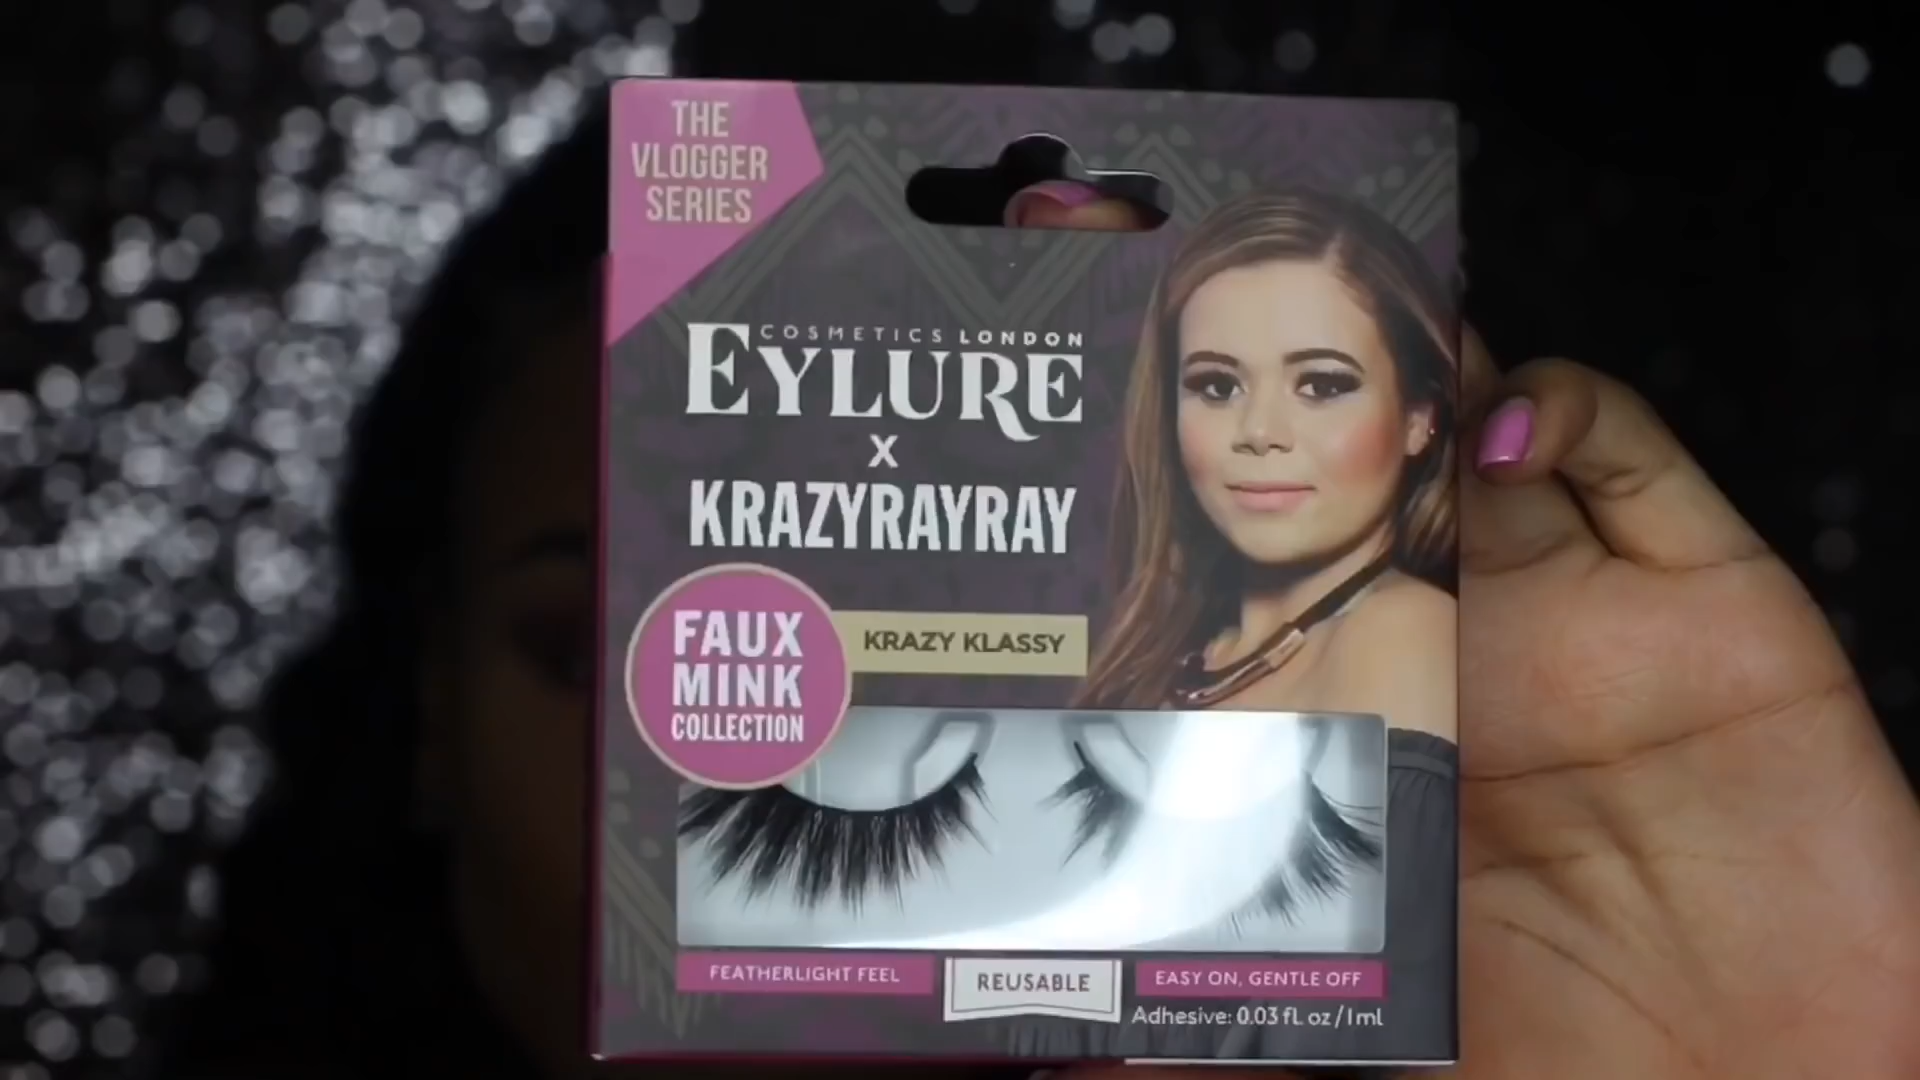 THE
VLOGGER
SERIES
COSMETICS LONDON
EYLURE
X
KRAZYRAYRAY
FAUX
MINK
COLLECTION
KRAZY KLASSY
FEATHERLIGHT FEEL
REUSABLE
EASY ON, GENTLE OFF
Adhesive: 0.03 fl. oz / 1ml